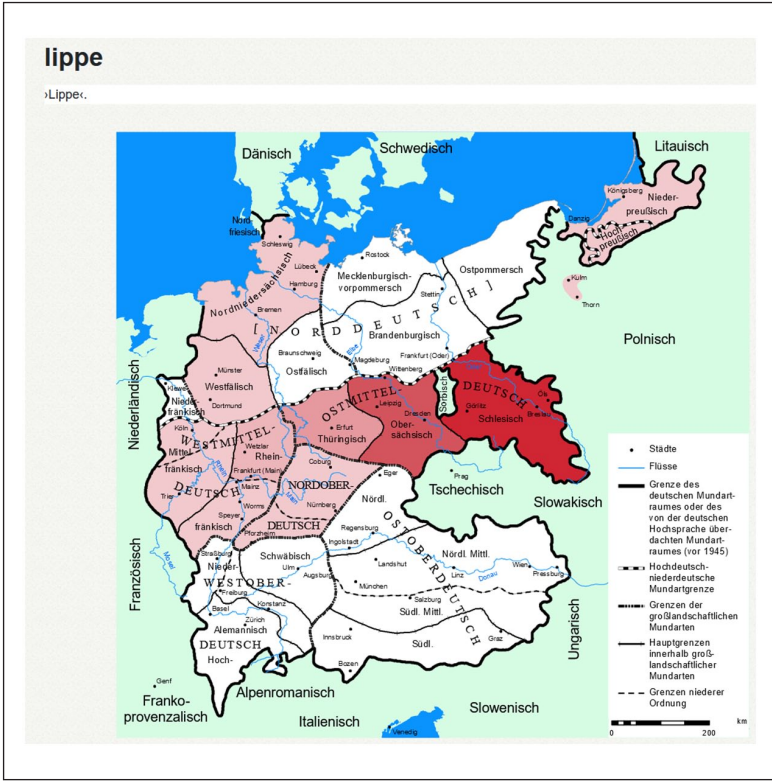 lippe
›Lippe‹.
Dänisch
Schwedisch
Litauisch
Königsberg
Nieder-
preußisch
Danzig
Hoch-
preußisch
Nord-
friesisch
Schleswig
Rostock
Lübeck
Hamburg
Mecklenburgisch-
vorpommersch
Ostpommersch
Stettin
Kulm
Thorn
Nordniedersächsisch
Bremen
[ N O R D D E U T S C H ]
Brandenburgisch
Polnisch
Weser
Elbe
Braunschweig
Magdeburg
Frankfurt (Oder)
Wittenberg
Ostfälisch
Münster
Westfälisch
Dortmund
Niederländisch
Kleve
Nieder-
fränkisch
OSTMITTEL-
DEUTSCH
Sorbisch
Leipzig
Dresden
Görlitz
Schlesisch
Breslau
Erfurt
Thüringisch
Ober-
sächsisch
Köln
WESTMITTEL-
DEUTSCH
Mittel-
fränkisch
Wetzlar
Rhein-
Rhein
Frankfurt (Main)
Main
Mainz
Trier
Worms
Speyer
fränkisch
Pforzheim
Coburg
NORDOBER-
Nürnberg
DEUTSCH
Eger
Prag
Tschechisch
Slowakisch
Nördl.
Regensburg
Ingolstadt
OSTOBERDEUTSCH
Französisch
Mosel
Straßburg
Nieder-
Schwäbisch
Ulm
Augsburg
WESTOBER-
Freiburg
Landshut
München
Nördl. Mittl.
Linz
Donau
Wien
Pressburg
Basel
Konstanz
Zürich
Alemannisch
DEUTSCH
Hoch-
Salzburg
Südl. Mittl.
Innsbruck
Südl.
Graz
Bozen
Ungarisch
Genf
Franko-
provenzalisch
Alpenromanisch
Italienisch
Slowenisch
Venedig
Städte
Flüsse
Grenze des
deutschen Mundart-
raumes oder des
von der deutschen
Hochsprache über-
dachten Mundart-
raumes (vor 1945)
Hochdeutsch-
niederdeutsche
Mundartgrenze
Grenzen der
großlandschaftlichen
Mundarten
Hauptgrenzen
innerhalb groß-
landschaftlicher
Mundarten
Grenzen niederer
Ordnung
km
0
200